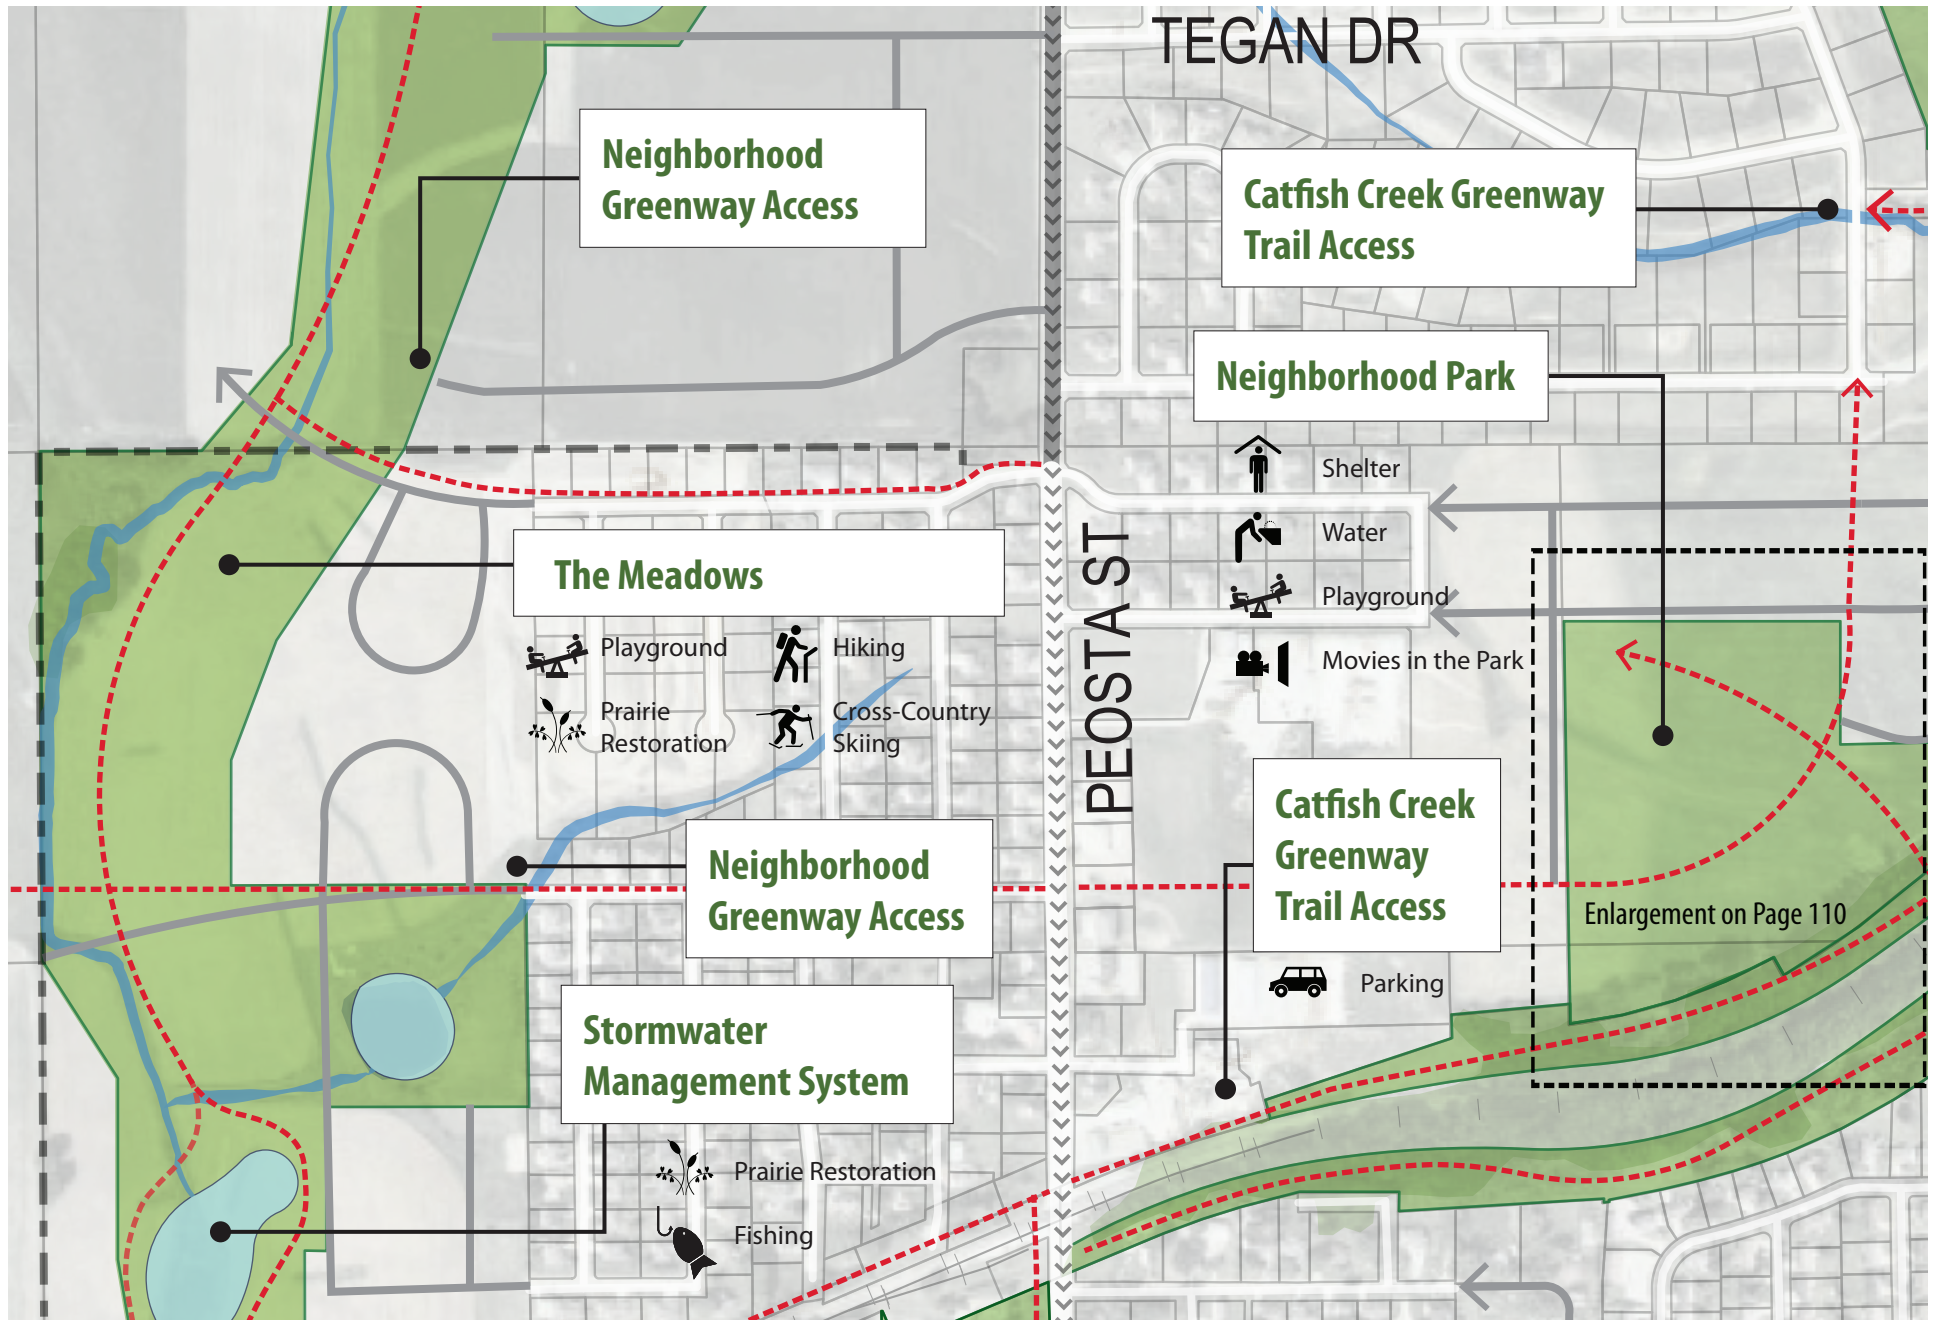 TEGAN DR
Neighborhood
Greenway Access
Catfish Creek Greenway
Trail Access
Neighborhood Park
Shelter
Water
Playground
Movies in the Park
PEOSTA ST
The Meadows
Playground
Hiking
Prairie
Restoration
Cross-Country
Skiing
Neighborhood
Greenway Access
Catfish Creek
Greenway
Trail Access
Parking
Enlargement on Page 110
Stormwater
Management System
Prairie Restoration
Fishing